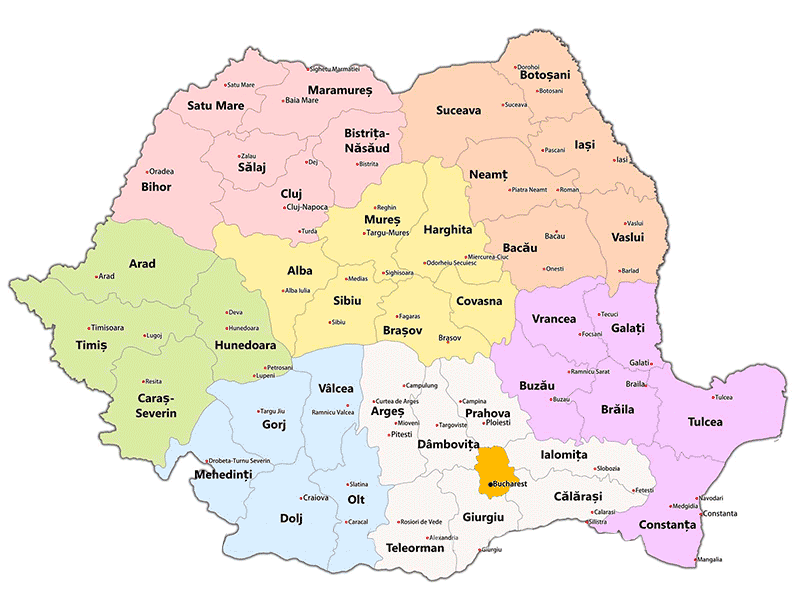 Dorohoi
Botoșani
Botosani
Sighetu Marmatiei
Maramureș
Satu Mare
Baia Mare
Satu Mare
Suceava
Suceava
Bistrița-
Năsăud
Bistrita
Pascani
Iași
Iasi
Zalau
Sălaj
Dej
Oradea
Bihor
Cluj
Cluj-Napoca
Turda
Neamț
Piatra Neamt
Roman
Reghin
Mureș
Targu-Mures
Harghita
Miercurea-Ciuc
Odorheiu Secuiesc
Bacău
Bacau
Onesti
Vaslui
Vaslui
Barlad
Arad
Arad
Alba
Alba Iulia
Medias
Sighisoara
Sibiu
Sibiu
Covasna
Fagaras
Brașov
Brasov
Timisoara
Timiș
Lugoj
Deva
Hunedoara
Hunedoara
Petrosani
Lupeni
Resita
Caraș-
Severin
Vrancea
Focsani
Tecuci
Galați
Galati
Ramnicu Sarat
Buzău
Buzau
Braila
Brăila
Tulcea
Tulcea
Vâlcea
Ramnicu Valcea
Targu Jiu
Gorj
Campulung
Curtea de Arges
Argeș
Mioveni
Pitesti
Campina
Prahova
Ploiesti
Targoviste
Dâmbovița
Drobeta-Turnu Severin
Mehedinți
Slatina
Craiova
Olt
Dolj
Caracal
Ialomița
Slobozia
Bucharest
Călărași
Fetesti
Calarasi
Silistra
Navodari
Medgidia
Constanta
Constanța
Mangalia
Rosiori de Vede
Alexandria
Teleorman
Giurgiu
Giurgiu